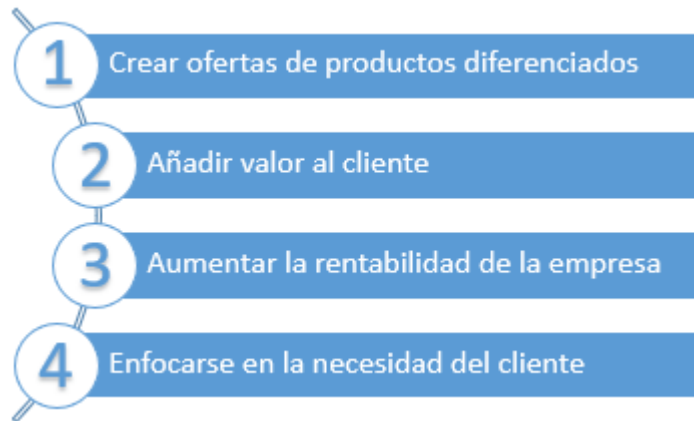 1 Crear ofertas de productos diferenciados
2 Añadir valor al cliente
3 Aumentar la rentabilidad de la empresa
4 Enfocarse en la necesidad del cliente